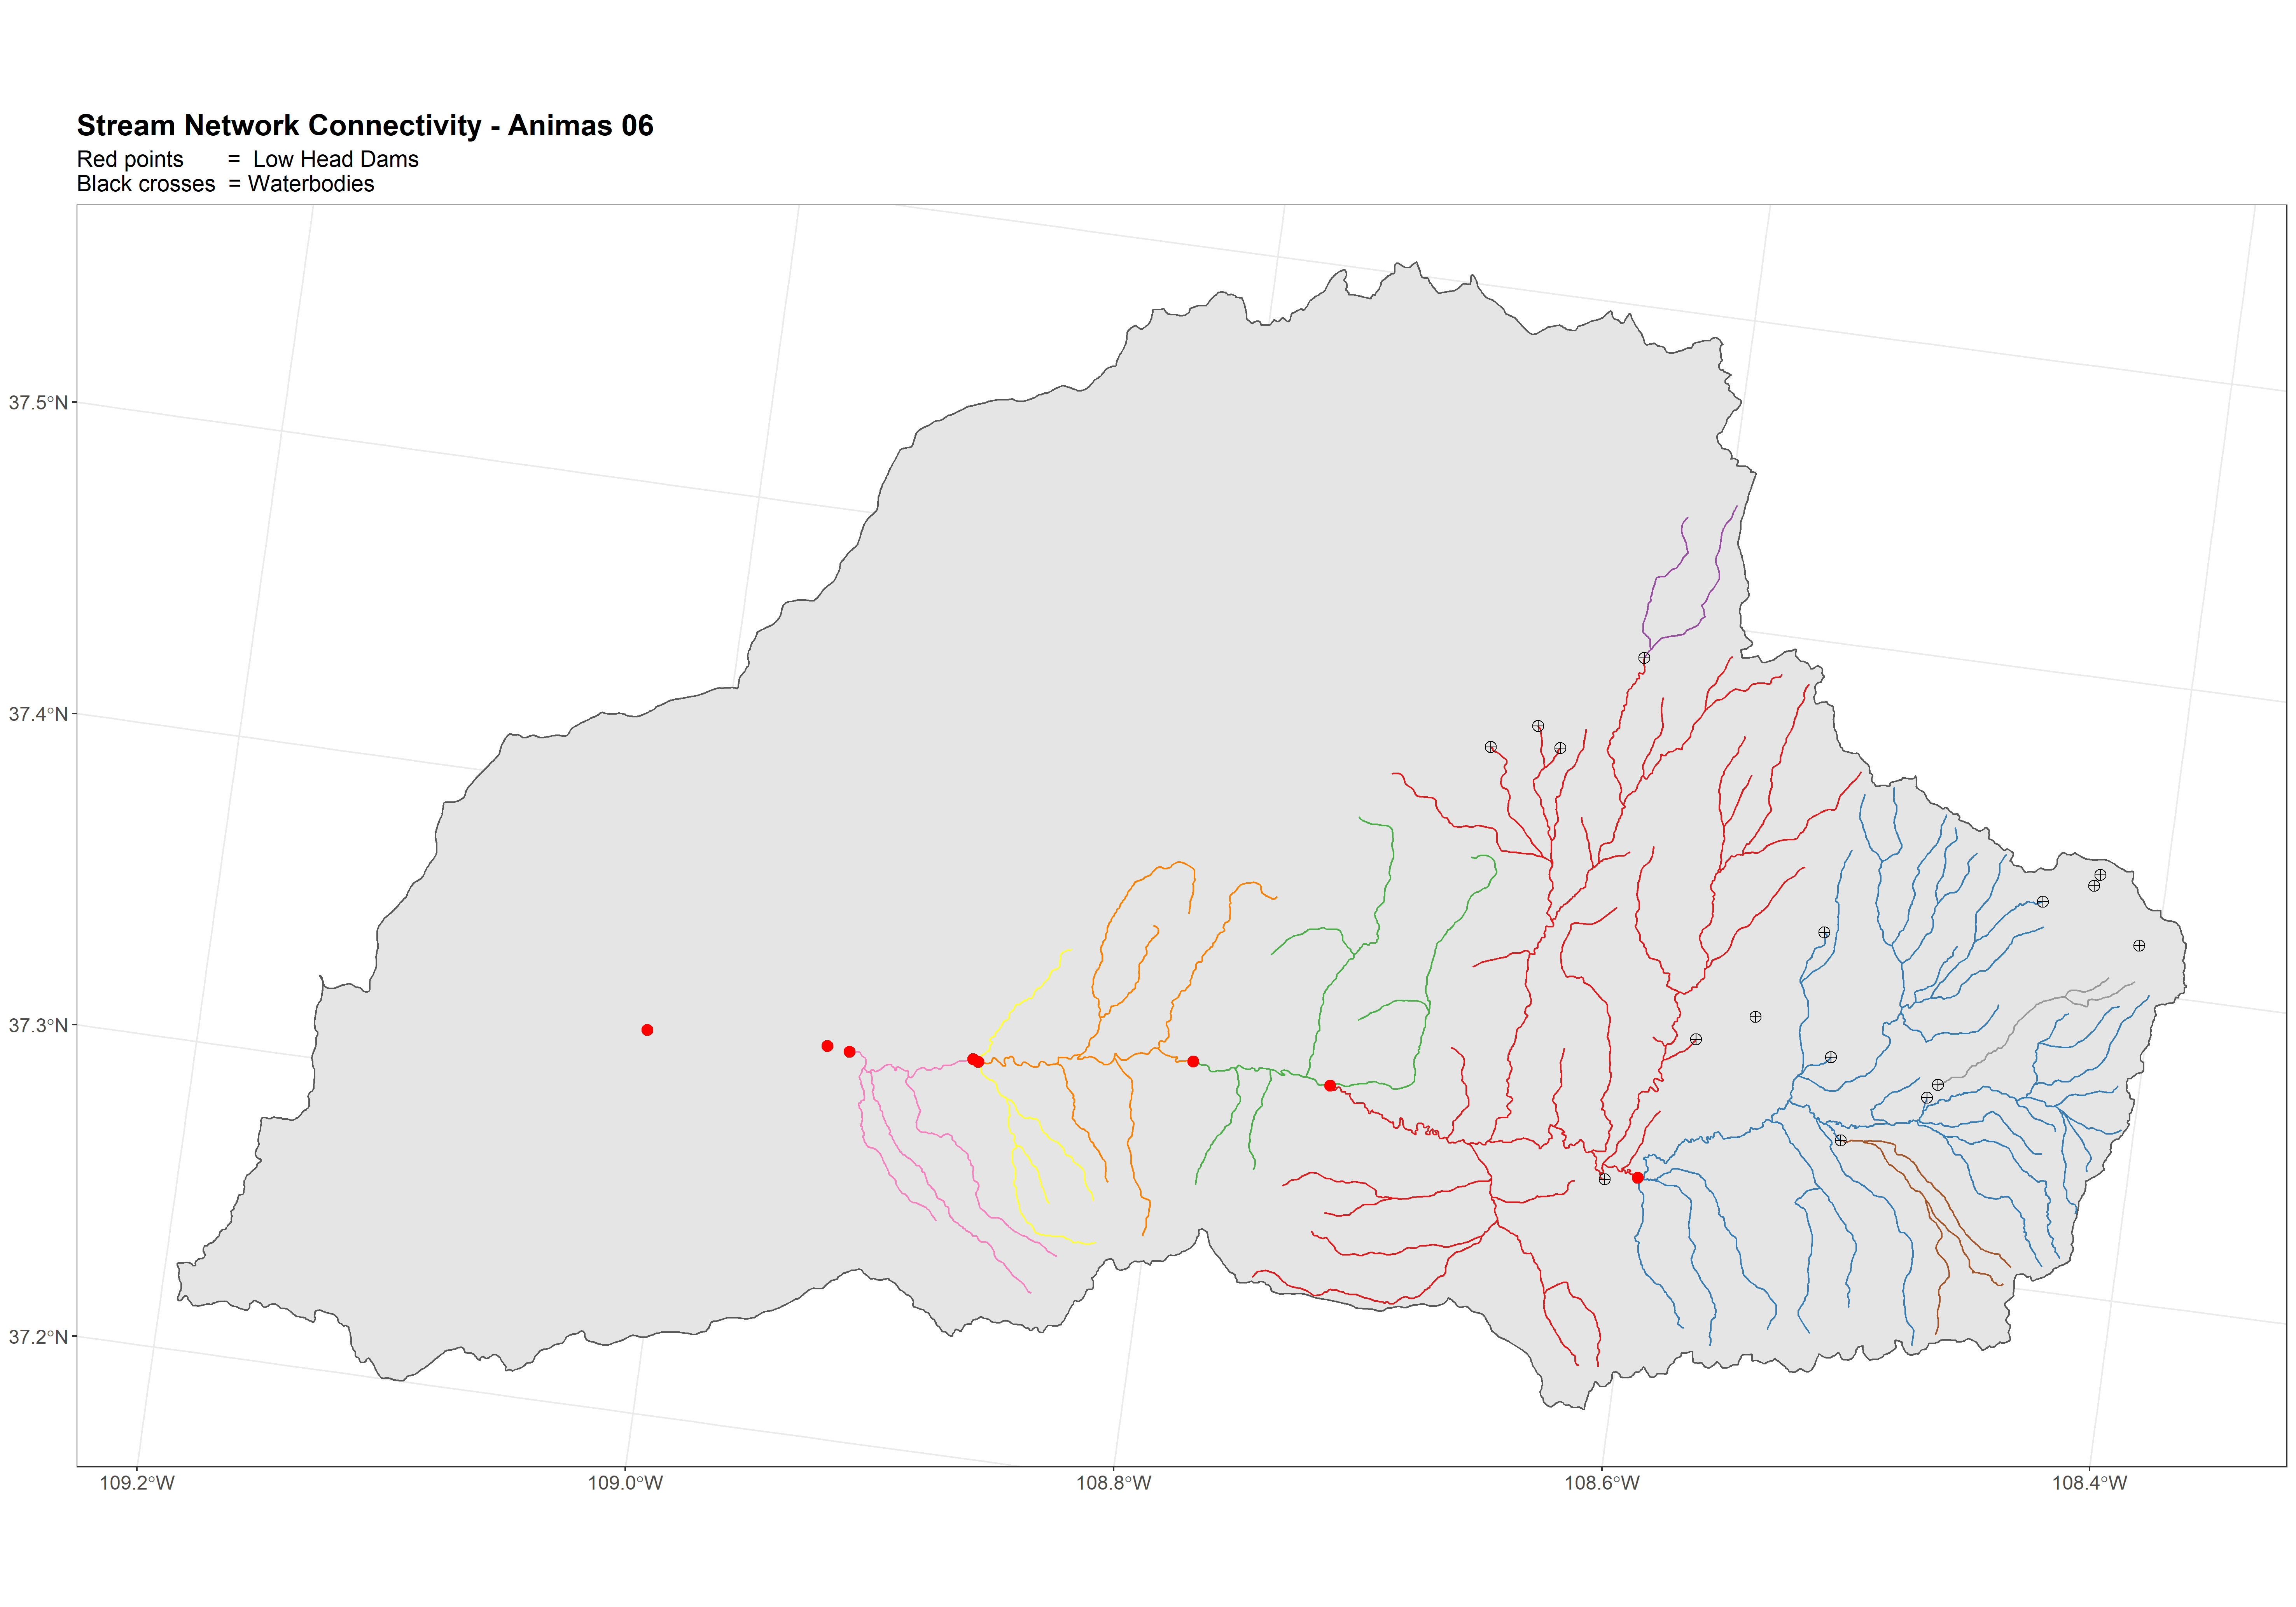 Stream Network Connectivity - Animas 06
Red points = Low Head Dams
Black crosses = Waterbodies
37.5°N
37.4°N
37.3°N
37.2°N
109.2°W 109.0°W 108.8°W 108.6°W 108.4°W